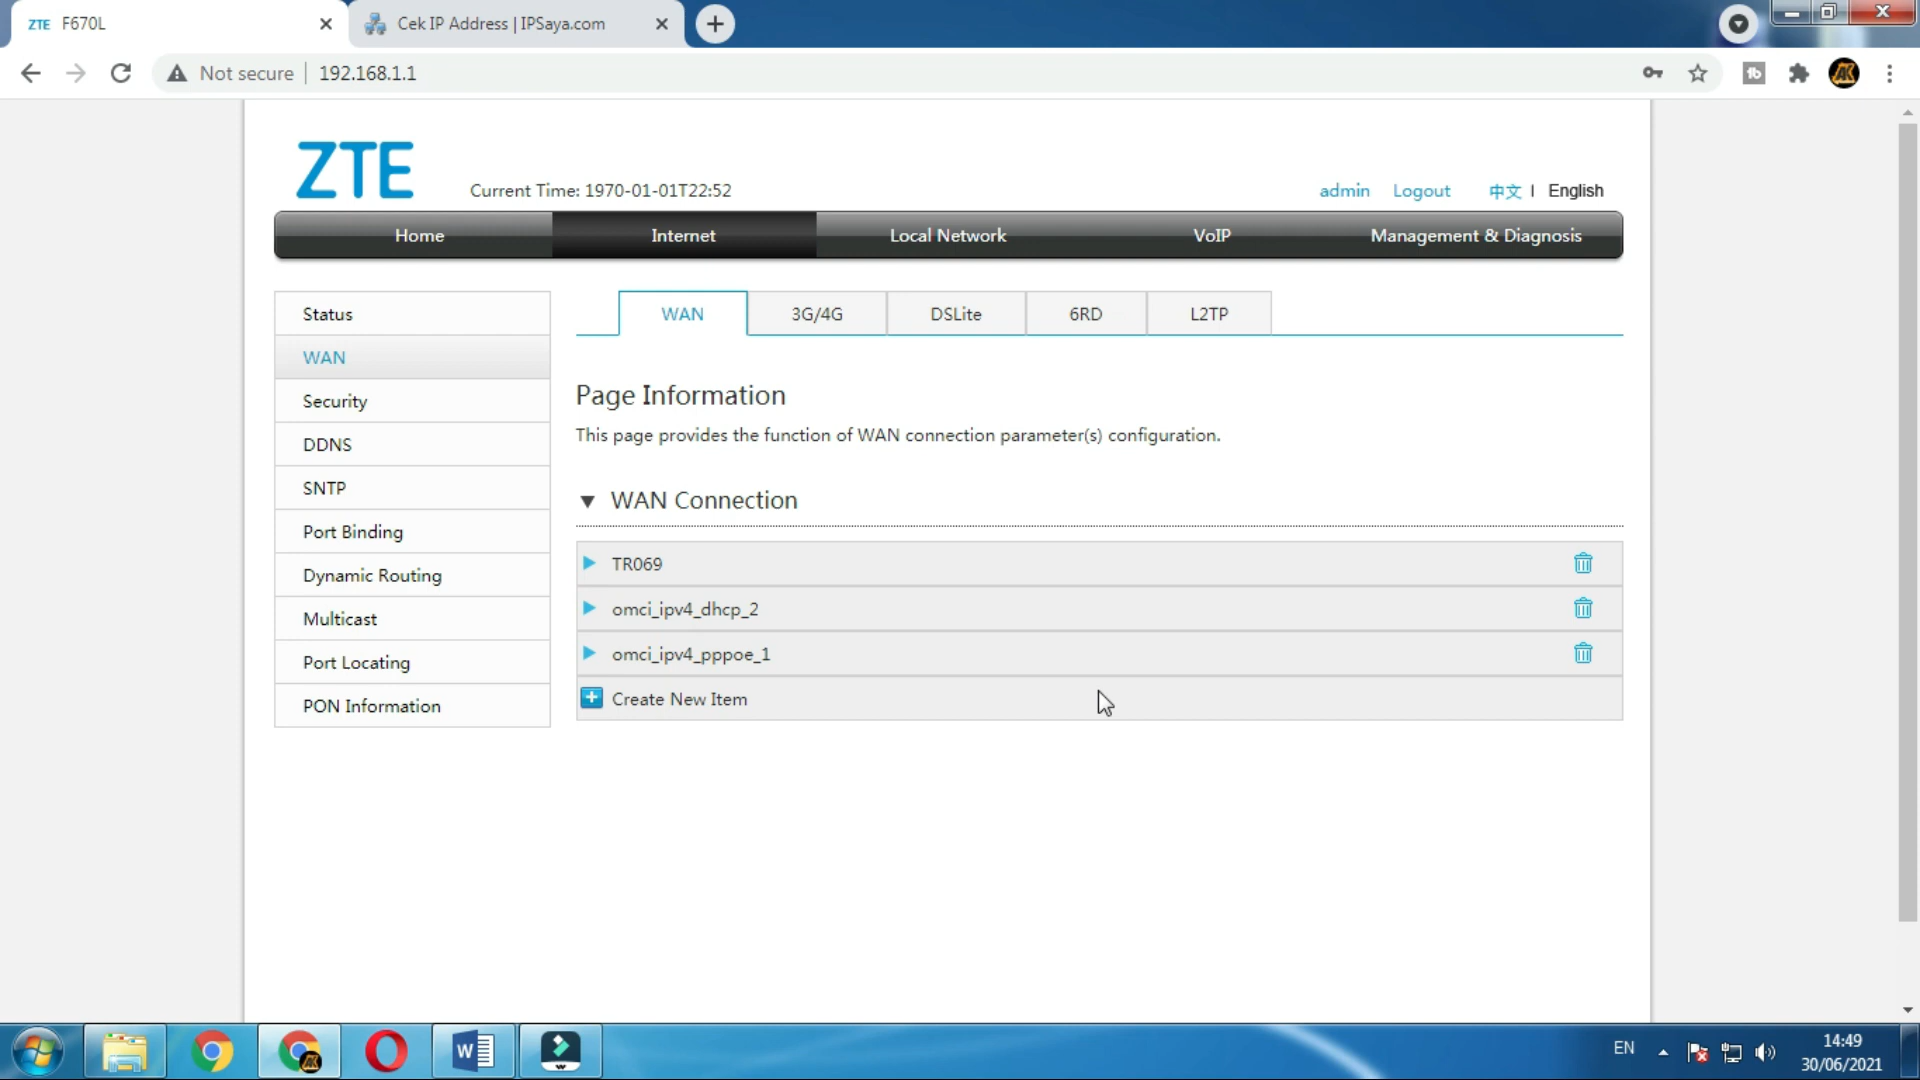 ZTE F670L
Cek IP Address | IPSaya.com
Not secure 192.168.1.1
ZTE
Current Time: 1970-01-01T22:52
admin Logout 中文 | English
Home Internet Local Network VoIP Management & Diagnosis
Status
WAN
Security
DDNS
SNTP
Port Binding
Dynamic Routing
Multicast
Port Locating
PON Information
WAN 3G/4G DSLite 6RD L2TP
Page Information
This page provides the function of WAN connection parameter(s) configuration.
WAN Connection
TR069
omci_ipv4_dhcp_2
omci_ipv4_pppoe_1
Create New Item
EN
14:49
30/06/2021